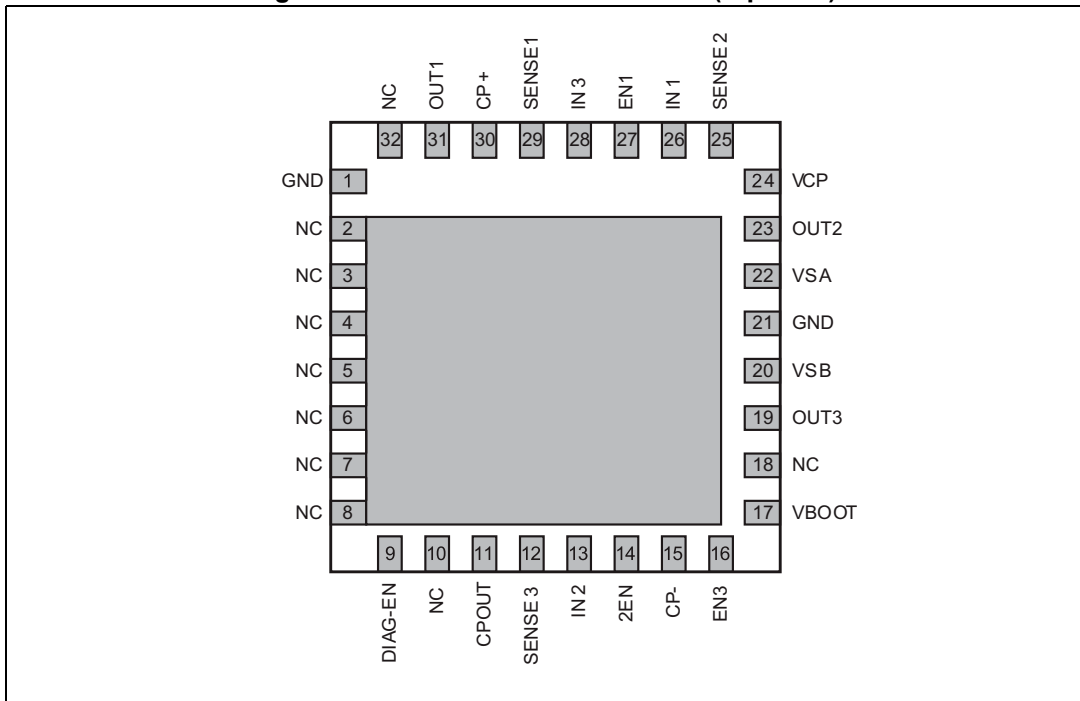 NC
OUT1
CP+
SENSE1
IN 3
EN1
IN 1
SENSE 2
32
31
30
29
28
27
26
25
GND 1
24 VCP
NC 2
23 OUT2
NC 3
22 VSA
NC 4
21 GND
NC 5
20 VSB
NC 6
19 OUT3
NC 7
18 NC
NC 8
17 VBOOT
9
10
11
12
13
14
15
16
DIAG-EN
NC
CPOUT
SENSE 3
IN 2
2EN
CP-
EN3